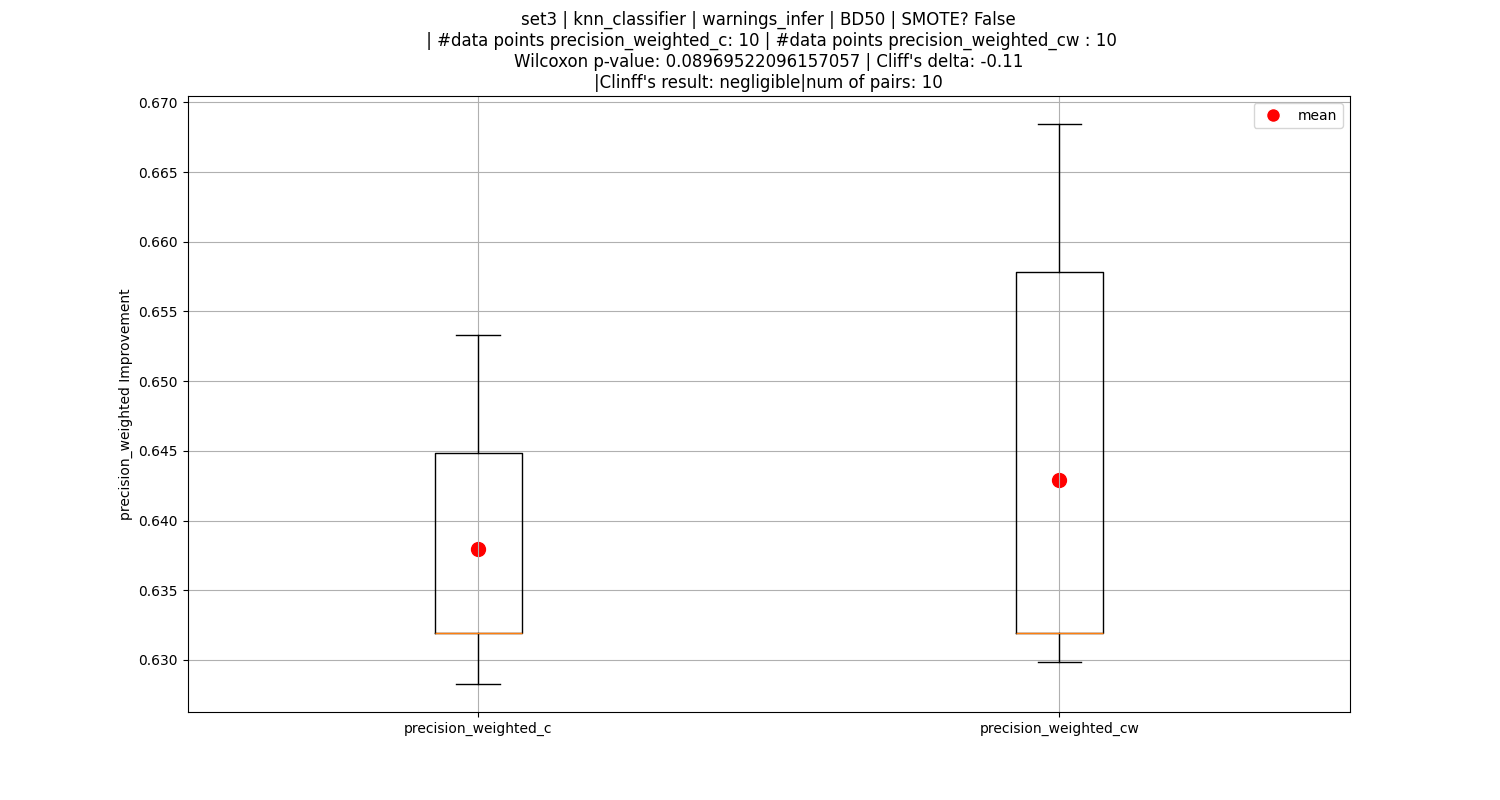 set3 | knn_classifier | warnings_infer | BD50 | SMOTE? False
| #data points precision_weighted_c: 10 | #data points precision_weighted_cw : 10
Wilcoxon p-value: 0.08969522096157057 | Cliff's delta: -0.11
|Clinff's result: negligible|num of pairs: 10
mean
0.670
0.665
0.660
0.655
0.650
0.645
0.640
0.635
0.630
precision_weighted Improvement
precision_weighted_c
precision_weighted_cw